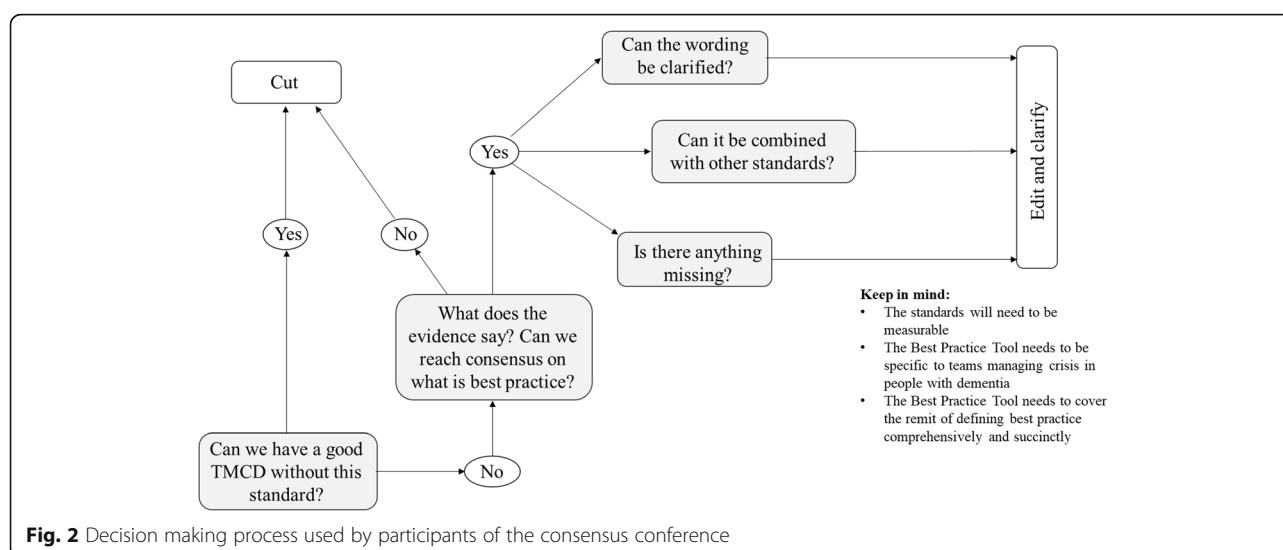 Can the wording
be clarified?
Cut
Can it be combined
with other standards?
Yes
Edit and clarify
Yes
No
Is there anything
missing?
What does the
evidence say? Can we
reach consensus on
what is best practice?
Keep in mind:
• The standards will need to be
measurable
• The Best Practice Tool needs to be
specific to teams managing crisis in
people with dementia
• The Best Practice Tool needs to cover
the remit of defining best practice
comprehensively and succinctly
Can we have a good
TMCD without this
standard?
No
Fig. 2 Decision making process used by participants of the consensus conference